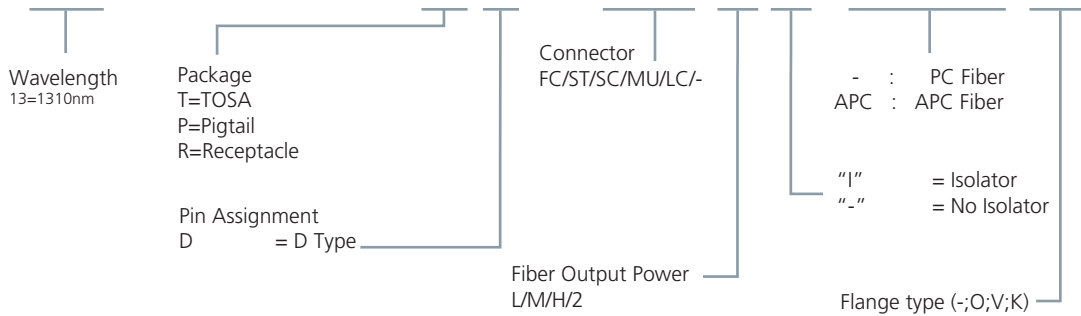 Wavelength
13=1310nm
Package
T=TOSA
P=Pigtail
R=Receptacle
Pin Assignment
D = D Type
Connector
FC/ST/SC/MU/LC/-
Fiber Output Power
L/M/H/2
- : PC Fiber
APC : APC Fiber
"I" = Isolator
"-" = No Isolator
Flange type (-;O;V;K)